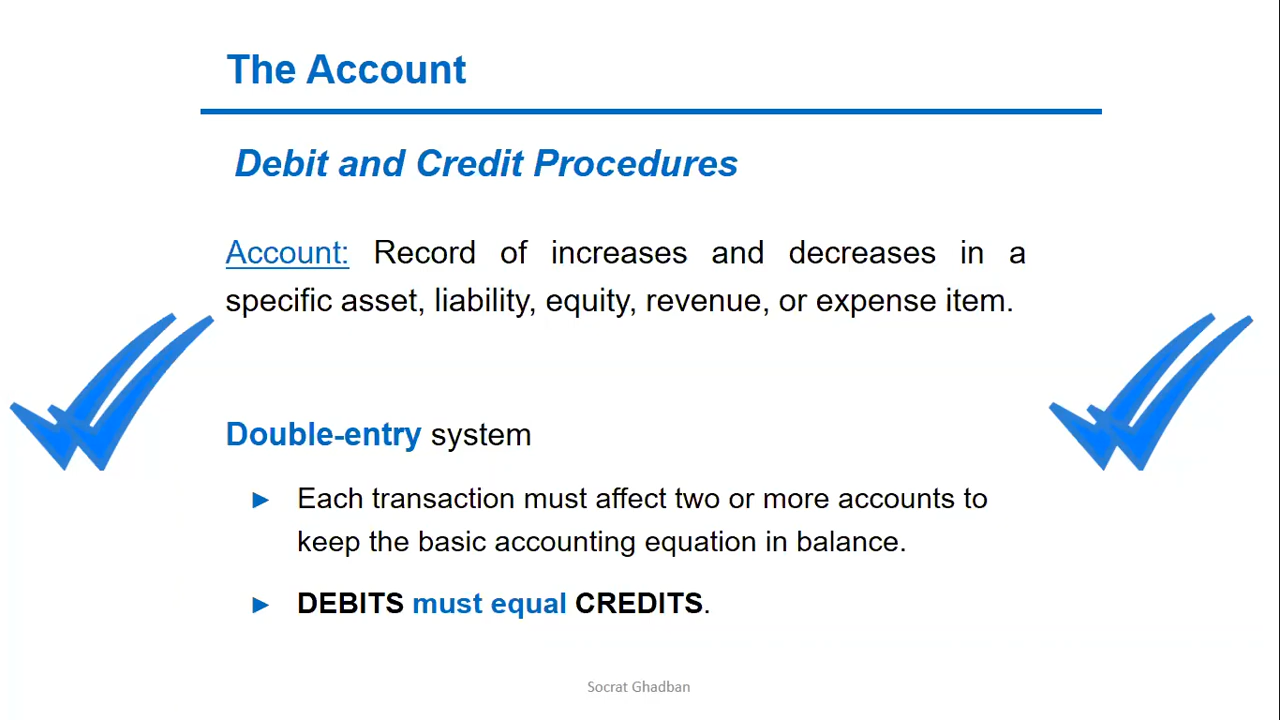 The Account
Debit and Credit Procedures
Account: Record of increases and decreases in a
specific asset, liability, equity, revenue, or expense item.
Double-entry system
► Each transaction must affect two or more accounts to
keep the basic accounting equation in balance.
► DEBITS must equal CREDITS.
Socrat Ghadban